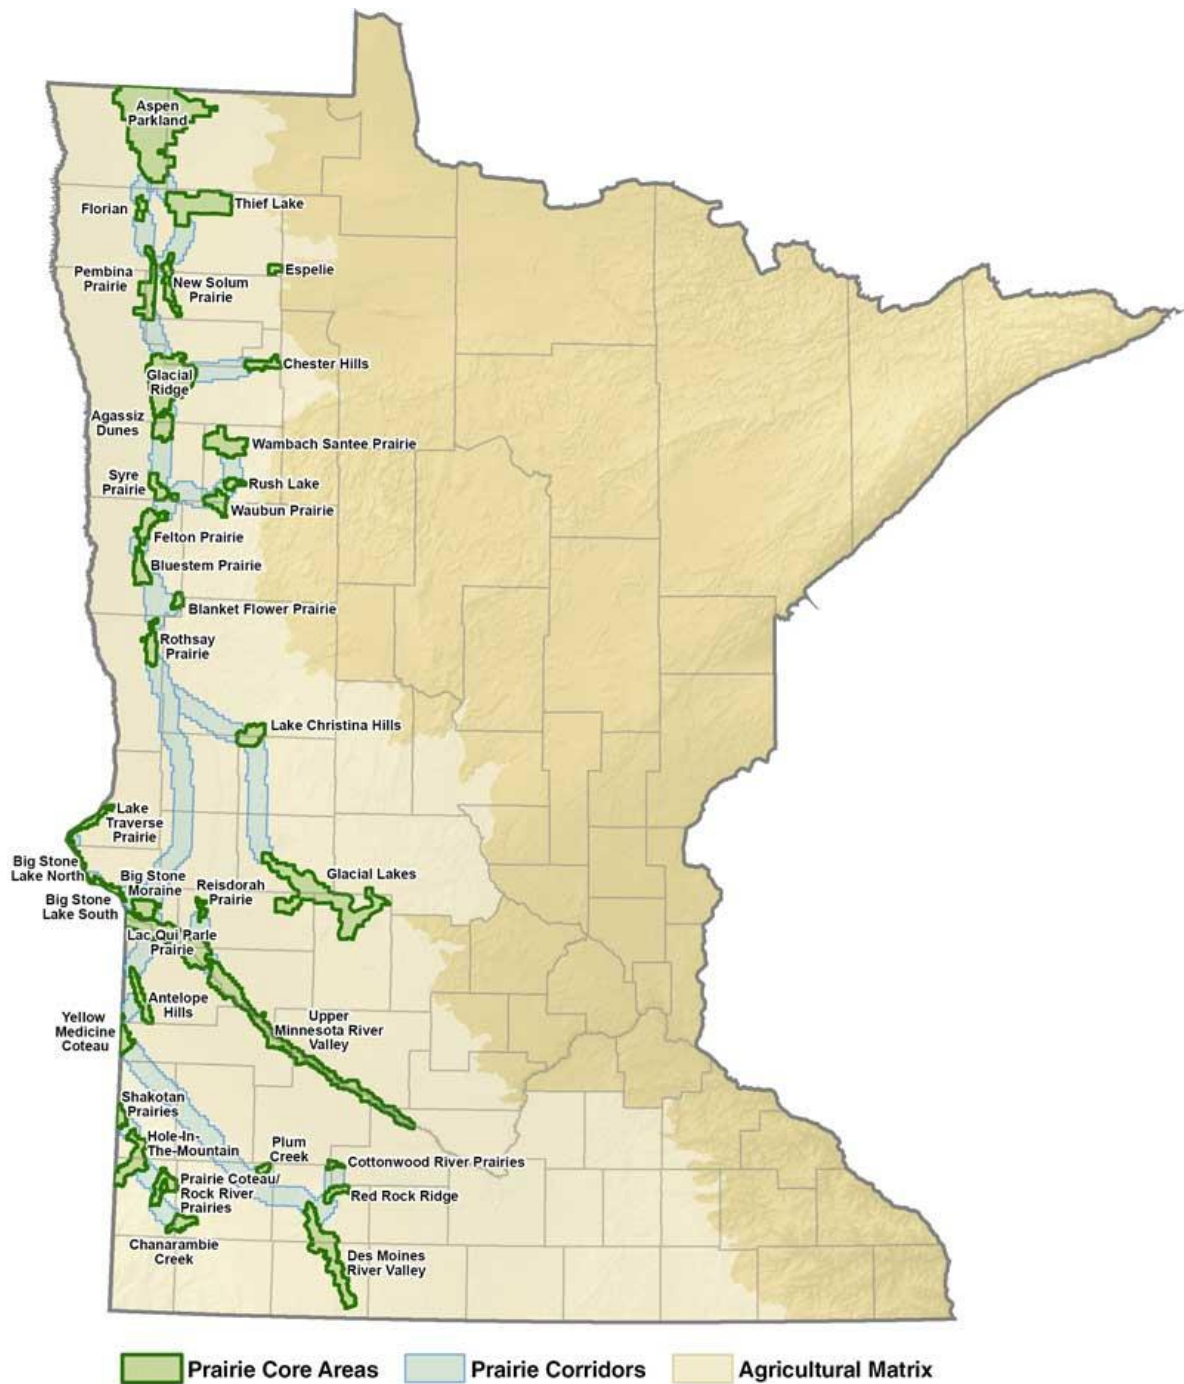 Aspen
Parkland
Florian
Thief Lake
Pembina
Prairie
New Solum
Prairie
Espelie
Glacial
Ridge
Chester Hills
Agassiz
Dunes
Wambach Santee Prairie
Syre
Prairie
Rush Lake
Waubun Prairie
Felton Prairie
Bluestem Prairie
Blanket Flower Prairie
Rothsay
Prairie
Lake Christina Hills
Lake
Traverse
Prairie
Big Stone
Lake North
Big Stone
Moraine
Reisdorah
Prairie
Glacial Lakes
Big Stone
Lake South
Lac Qui Parle
Prairie
Antelope
Hills
Yellow
Medicine
Coteau
Upper
Minnesota River
Valley
Shakotan
Prairies
Hole-In-
The-Mountain
Plum
Creek
Cottonwood River Prairies
Prairie Coteau/
Rock River
Prairies
Red Rock Ridge
Chanarambie
Creek
Des Moines
River Valley
Prairie Core Areas
Prairie Corridors
Agricultural Matrix